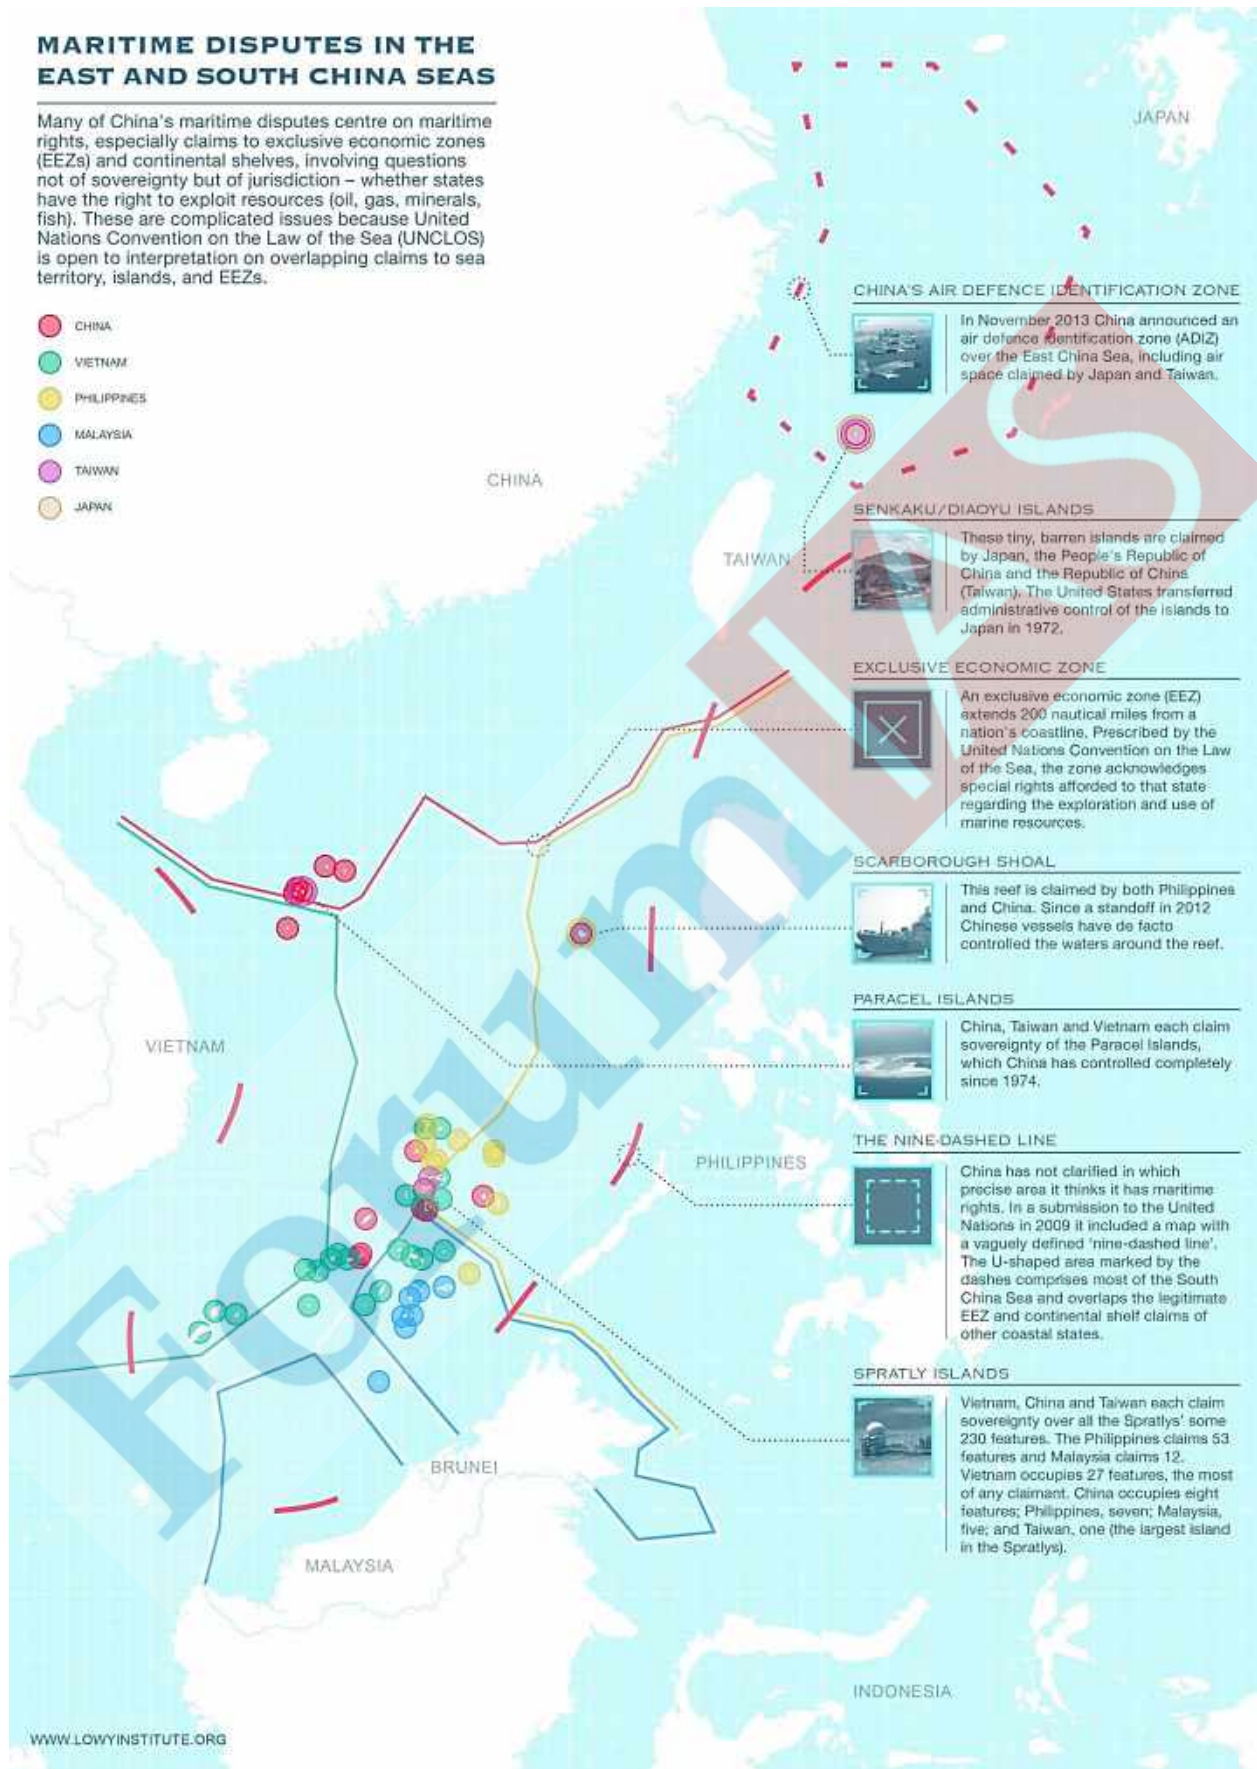 MARITIME DISPUTES IN THE
EAST AND SOUTH CHINA SEAS
Many of China's maritime disputes centre on maritime
rights, especially claims to exclusive economic zones
(EEZs) and continental shelves, involving questions
not of sovereignty but of jurisdiction – whether states
have the right to exploit resources (oil, gas, minerals,
fish). These are complicated issues because United
Nations Convention on the Law of the Sea (UNCLOS)
is open to interpretation on overlapping claims to sea
territory, islands, and EEZs.
CHINA
VIETNAM
PHILIPPINES
MALAYSIA
TAIWAN
JAPAN
JAPAN
CHINA
TAIWAN
VIETNAM
PHILIPPINES
BRUNEI
MALAYSIA
INDONESIA
CHINA'S AIR DEFENCE IDENTIFICATION ZONE
In November 2013 China announced an
air defence identification zone (ADIZ)
over the East China Sea, including air
space claimed by Japan and Taiwan.
SENKAKU/DIAOYU ISLANDS
These tiny, barren islands are claimed
by Japan, the People's Republic of
China and the Republic of China
(Taiwan). The United States transferred
administrative control of the islands to
Japan in 1972.
EXCLUSIVE ECONOMIC ZONE
An exclusive economic zone (EEZ)
extends 200 nautical miles from a
nation's coastline. Prescribed by the
United Nations Convention on the Law
of the Sea, the zone acknowledges
special rights afforded to that state
regarding the exploration and use of
marine resources.
SCARBOROUGH SHOAL
This reef is claimed by both Philippines
and China. Since a standoff in 2012
Chinese vessels have de facto
controlled the waters around the reef.
PARACEL ISLANDS
China, Taiwan and Vietnam each claim
sovereignty of the Paracel Islands,
which China has controlled completely
since 1974.
THE NINE-DASHED LINE
China has not clarified in which
precise area it thinks it has maritime
rights. In a submission to the United
Nations in 2009 it included a map with
a vaguely defined 'nine-dashed line'.
The U-shaped area marked by the
dashes comprises most of the South
China Sea and overlaps the legitimate
EEZ and continental shelf claims of
other coastal states.
SPRATLY ISLANDS
Vietnam, China and Taiwan each claim
sovereignty over all the Spratlys' some
230 features. The Philippines claims 53
features and Malaysia claims 12.
Vietnam occupies 27 features, the most
of any claimant. China occupies eight
features; Philippines, seven; Malaysia,
five; and Taiwan, one (the largest island
in the Spratlys).
WWW.LOWYINSTITUTE.ORG
ForumIAS